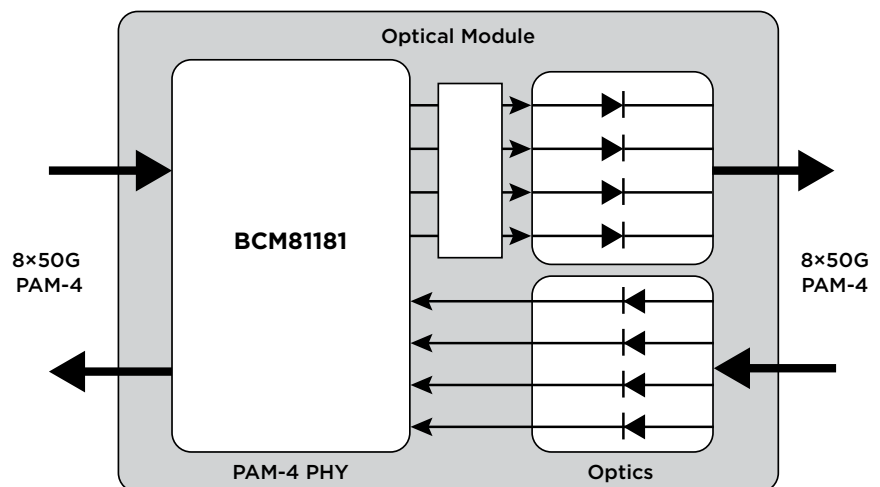 Optical Module
BCM81181
8×50G
PAM-4
8×50G
PAM-4
PAM-4 PHY
Optics